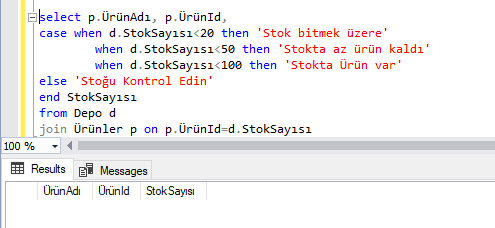 select p.ÜrünAdı, p.ÜrünId,
case when d.StokSayısı<20 then 'Stok bitmek üzere'
when d.StokSayısı<50 then 'Stokta az ürün kaldı'
when d.StokSayısı<100 then 'Stokta Ürün var'
else 'Stoğu Kontrol Edin'
end StokSayısı
from Depo d
join Ürünler p on p.ÜrünId=d.StokSayısı
100 %
Results Messages
ÜrünAdı ÜrünId StokSayısı